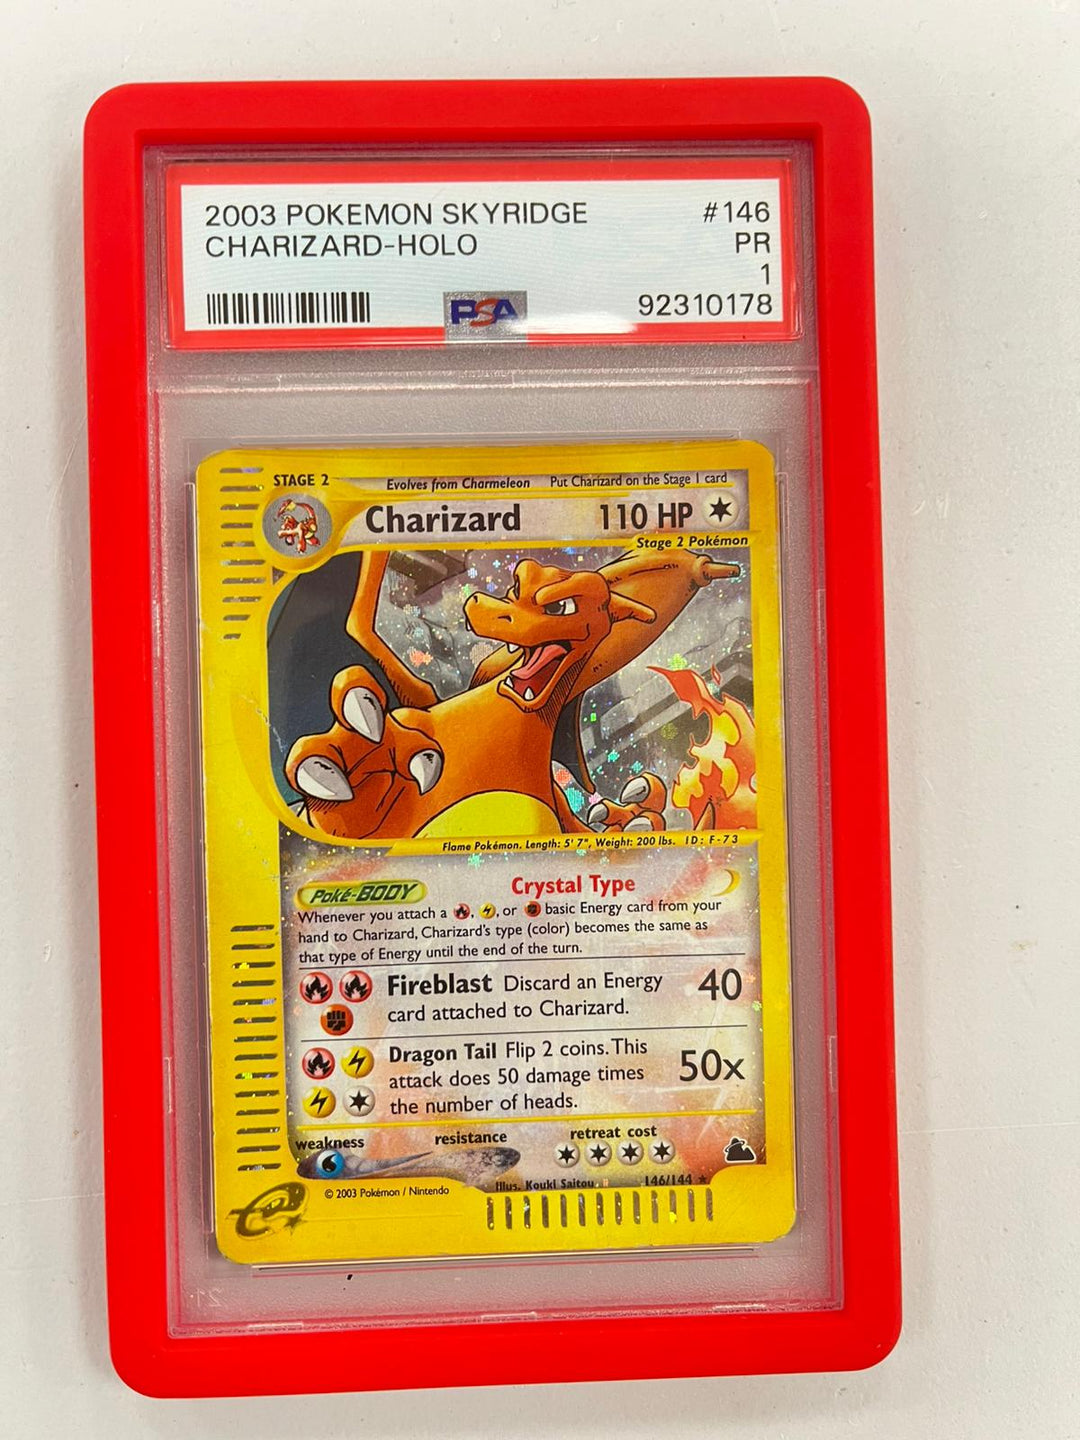 2003 POKEMON SKYRIDGE #146
CHARIZARD-HOLO PR
1
PSA 92310178
STAGE 2 Evolves from Charmeleon Put Charizard on the Stage 1 card
Charizard 110 HP
Stage 2 Pokémon
Flame Pokémon. Length: 5' 7", Weight: 200 lbs. ID: F-73
Poké-BODY Crystal Type
Whenever you attach a , , or basic Energy card from your
hand to Charizard, Charizard's type (color) becomes the same as
that type of Energy until the end of the turn.
Fireblast Discard an Energy 40
card attached to Charizard.
Dragon Tail Flip 2 coins. This 50x
attack does 50 damage times
the number of heads.
weakness resistance retreat cost
Illus. Kouki Saitou 146/144 ★
© 2003 Pokémon / Nintendo
e